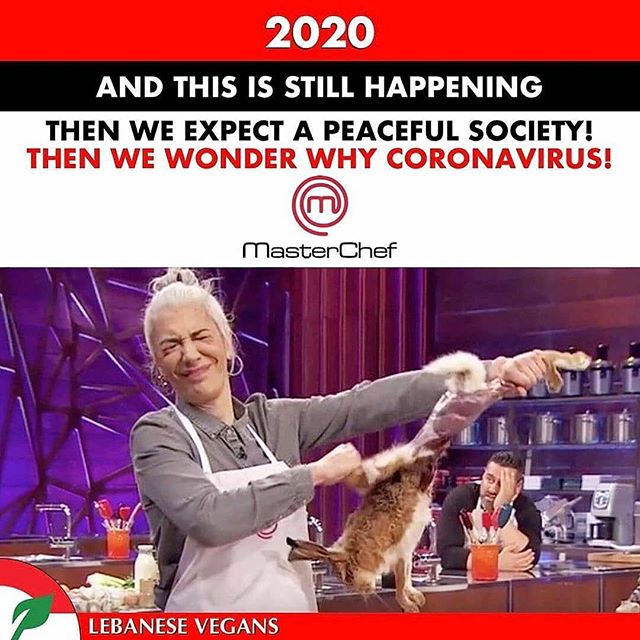 2020
AND THIS IS STILL HAPPENING
THEN WE EXPECT A PEACEFUL SOCIETY!
THEN WE WONDER WHY CORONAVIRUS!
m
MasterChef
LEBANESE VEGANS